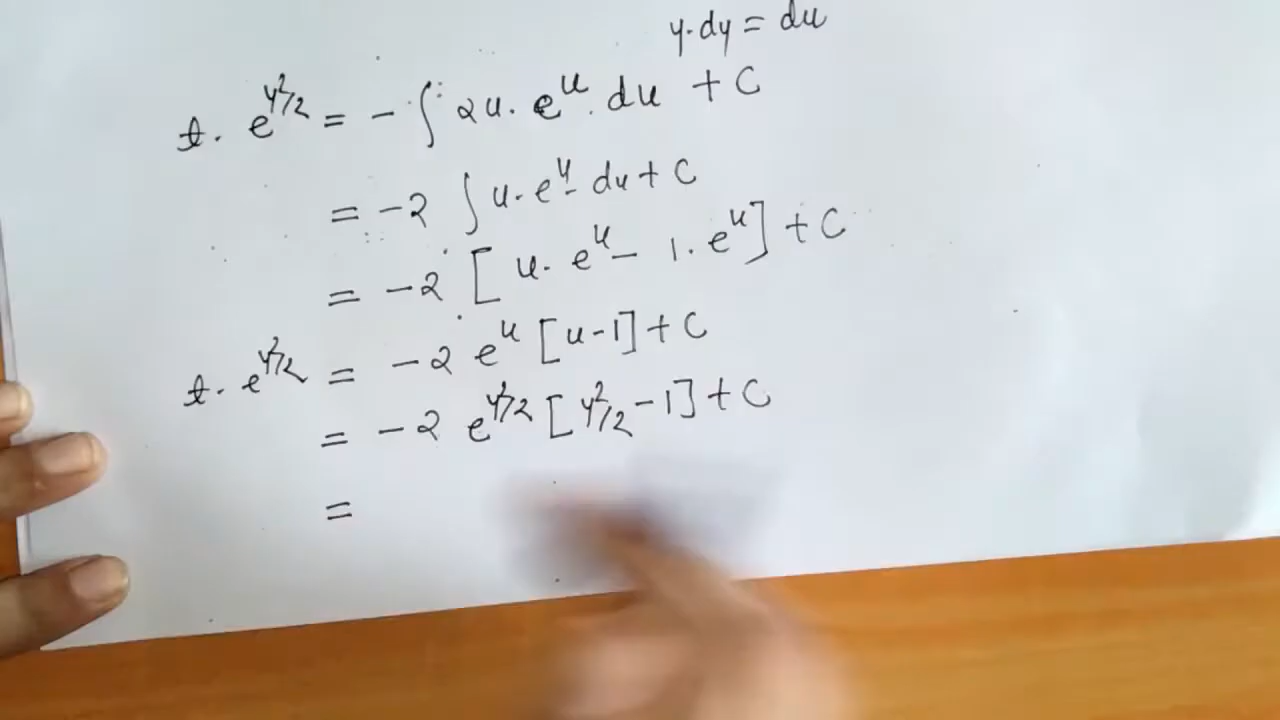 y·dy = du
t· e^{y²/2} = - ∫ 2u· e^u· du + C
= -2 ∫ u· e^u du + C
= -2 [u· e^u - 1· e^u] + C
t· e^{y²/2} = -2 e^u [u-1] + C
= -2 e^{y²/2} [y²/2 -1] + C
=